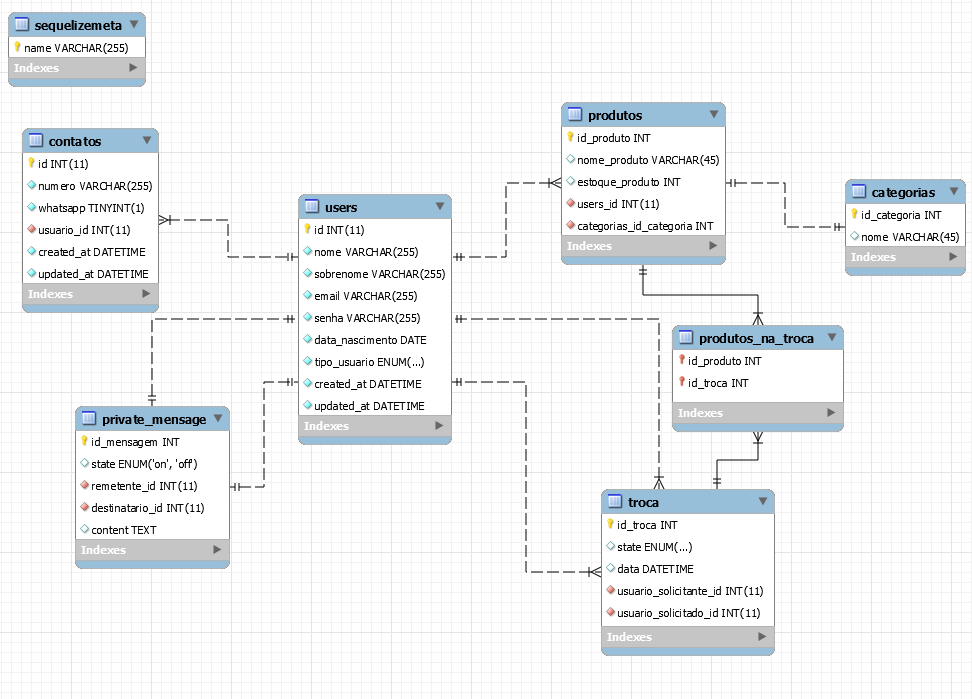 sequelizemeta
name VARCHAR(255)
Indexes
contatos
id INT(11)
numero VARCHAR(255)
whatsapp TINYINT(1)
usuario_id INT(11)
created_at DATETIME
updated_at DATETIME
Indexes
users
id INT(11)
nome VARCHAR(255)
sobrenome VARCHAR(255)
email VARCHAR(255)
senha VARCHAR(255)
data_nascimento DATE
tipo_usuario ENUM(...)
created_at DATETIME
updated_at DATETIME
Indexes
produtos
id_produto INT
nome_produto VARCHAR(45)
estoque_produto INT
users_id INT(11)
categorias_id_categoria INT
Indexes
categorias
id_categoria INT
nome VARCHAR(45)
Indexes
produtos_na_troca
id_produto INT
id_troca INT
Indexes
private_mensage
id_mensagem INT
state ENUM('on', 'off')
remetente_id INT(11)
destinatario_id INT(11)
content TEXT
Indexes
troca
id_troca INT
state ENUM(...)
data DATETIME
usuario_solicitante_id INT(11)
usuario_solicitado_id INT(11)
Indexes